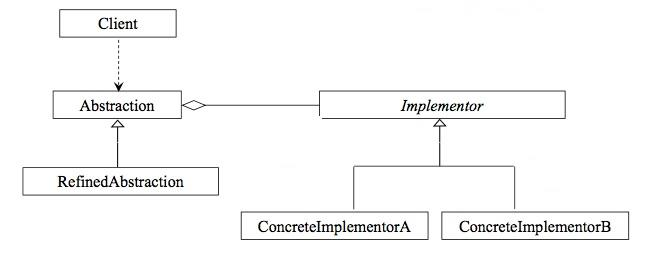 Client
Abstraction
Implementor
RefinedAbstraction
ConcreteImplementorA
ConcreteImplementorB